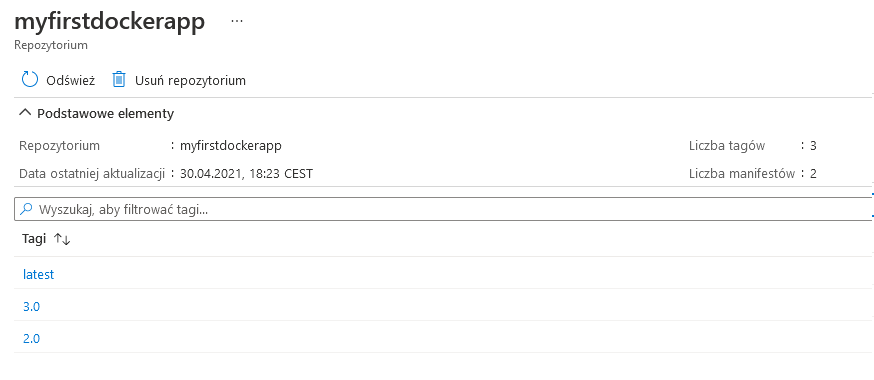 myfirstdockerapp ...
Repozytorium
Odśwież Usuń repozytorium
Podstawowe elementy
Repozytorium : myfirstdockerapp Liczba tagów : 3
Data ostatniej aktualizacji : 30.04.2021, 18:23 CEST Liczba manifestów : 2
Wyszukaj, aby filtrować tagi...
Tagi
latest
3.0
2.0